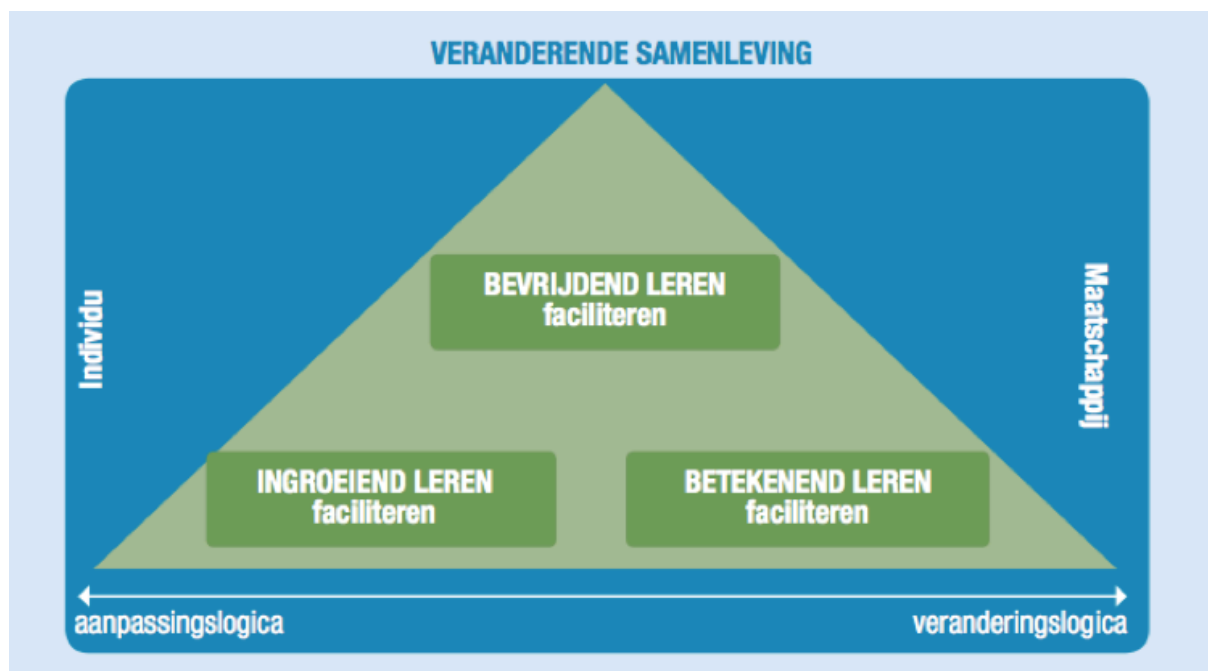 VERANDERENDE SAMENLEVING
Individu
BEVRIJDEND LEREN
faciliteren
Maatschappij
INGROEIEND LEREN
faciliteren
BETEKENEND LEREN
faciliteren
aanpassingslogica
veranderingslogica